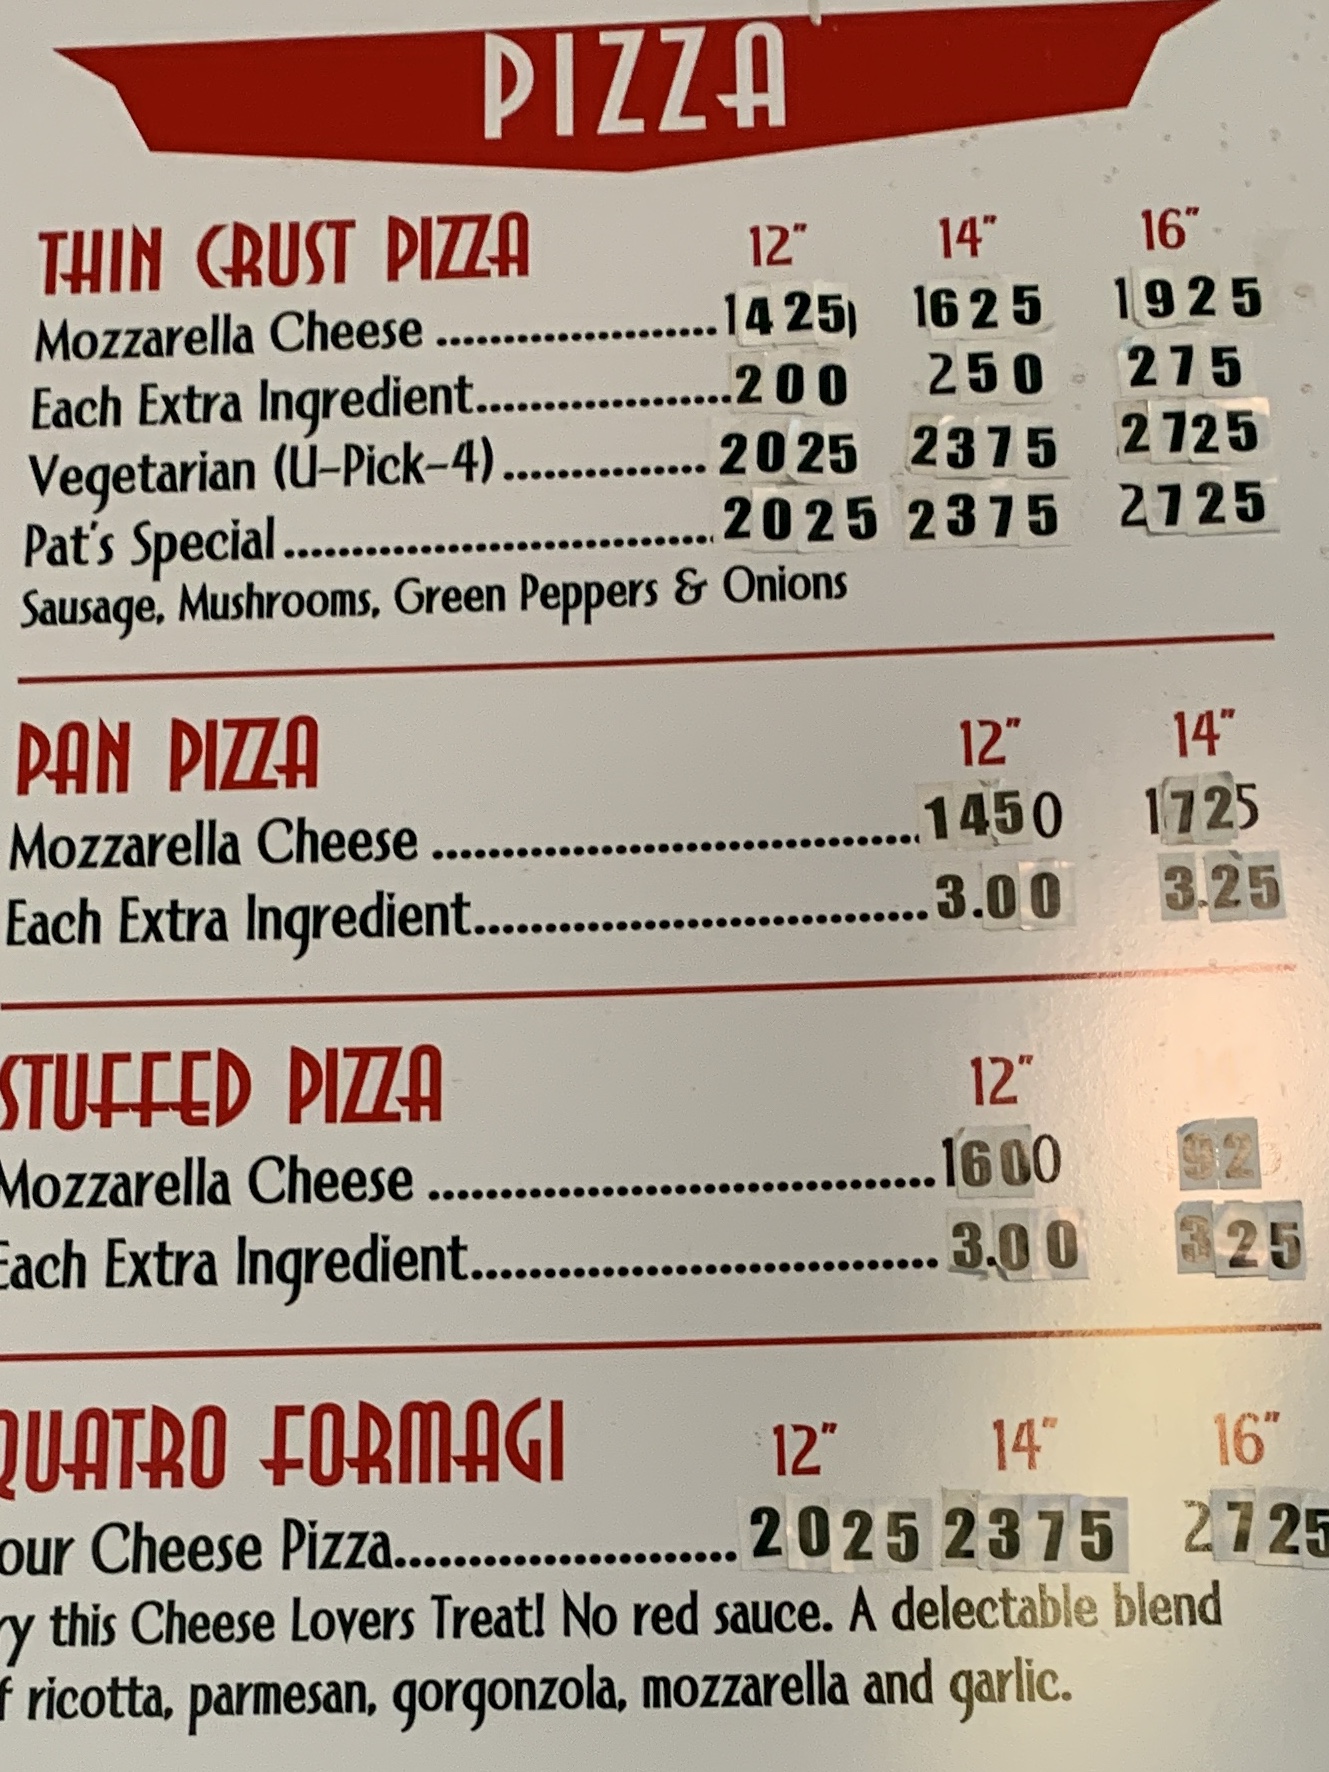 PIZZA
THIN CRUST PIZZA 12" 14" 16"
Mozzarella Cheese ..................... 1425 1625 1925
Each Extra Ingredient................... 200 250 275
Vegetarian (U-Pick-4)............... 2025 2375 2725
Pat's Special................................ 2025 2375 2725
Sausage, Mushrooms, Green Peppers & Onions
PAN PIZZA 12" 14"
Mozzarella Cheese .................................. 1450 1725
Each Extra Ingredient................................ 3.00 3.25
STUFFED PIZZA 12"
Mozzarella Cheese ................................... 1600 92
Each Extra Ingredient................................. 3.00 325
QUATRO FORMAGI 12" 14" 16"
our Cheese Pizza....................... 2025 2375 2725
ry this Cheese Lovers Treat! No red sauce. A delectable blend
f ricotta, parmesan, gorgonzola, mozzarella and garlic.